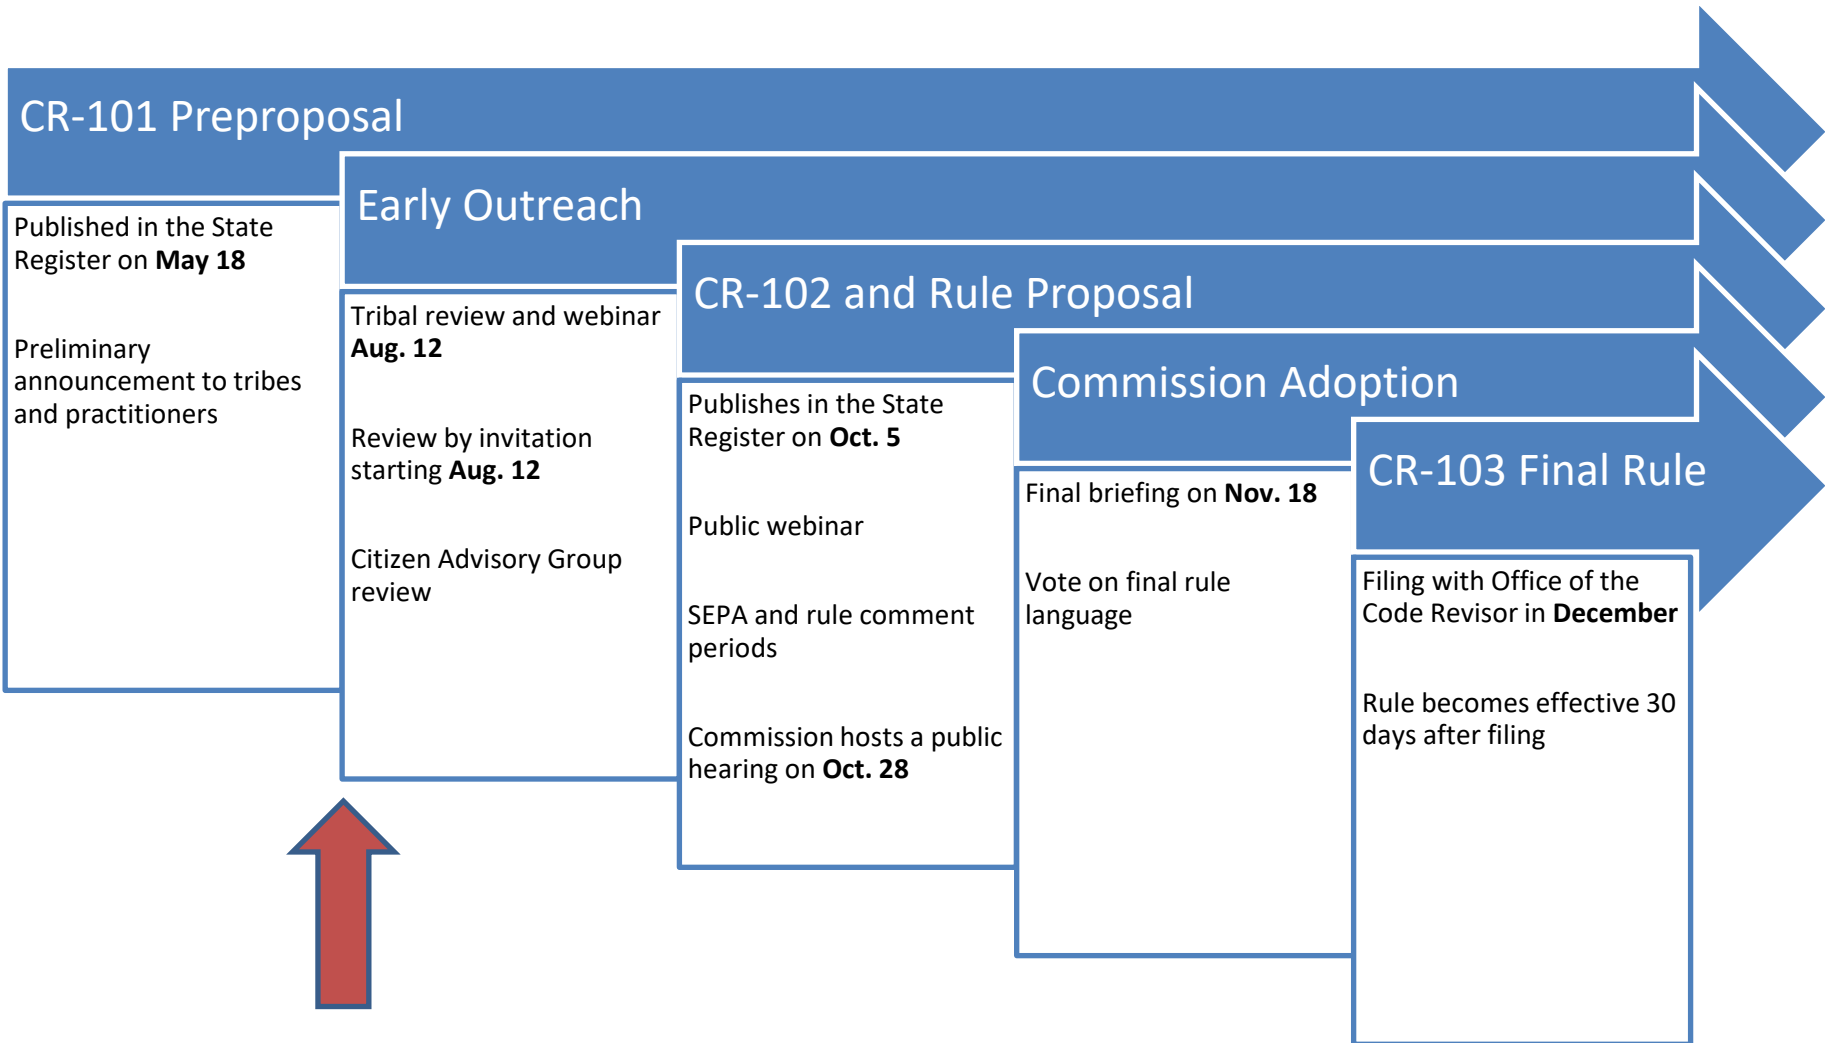 CR-101 Preproposal
Published in the State
Register on May 18
Preliminary
announcement to tribes
and practitioners
Early Outreach
Tribal review and webinar
Aug. 12
Review by invitation
starting Aug. 12
Citizen Advisory Group
review
CR-102 and Rule Proposal
Publishes in the State
Register on Oct. 5
Public webinar
SEPA and rule comment
periods
Commission hosts a public
hearing on Oct. 28
Commission Adoption
Final briefing on Nov. 18
Vote on final rule
language
CR-103 Final Rule
Filing with Office of the
Code Revisor in December
Rule becomes effective 30
days after filing